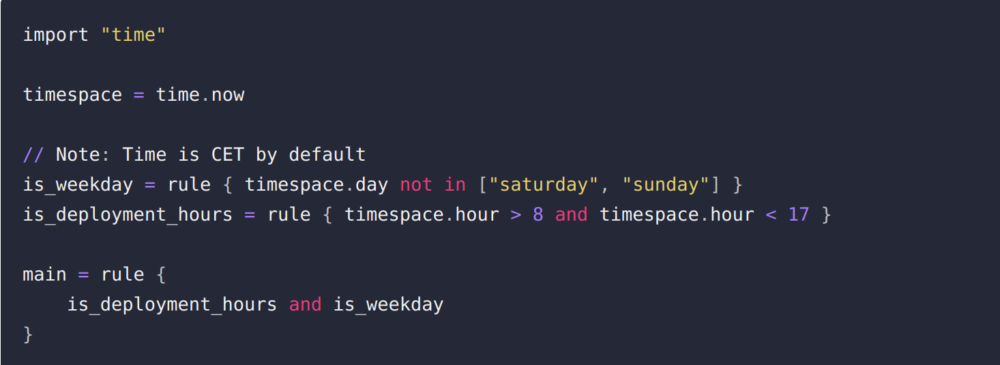 import "time"
timespace = time.now
// Note: Time is CET by default
is_weekday = rule { timespace.day not in ["saturday", "sunday"] }
is_deployment_hours = rule { timespace.hour > 8 and timespace.hour < 17 }
main = rule {
    is_deployment_hours and is_weekday
}